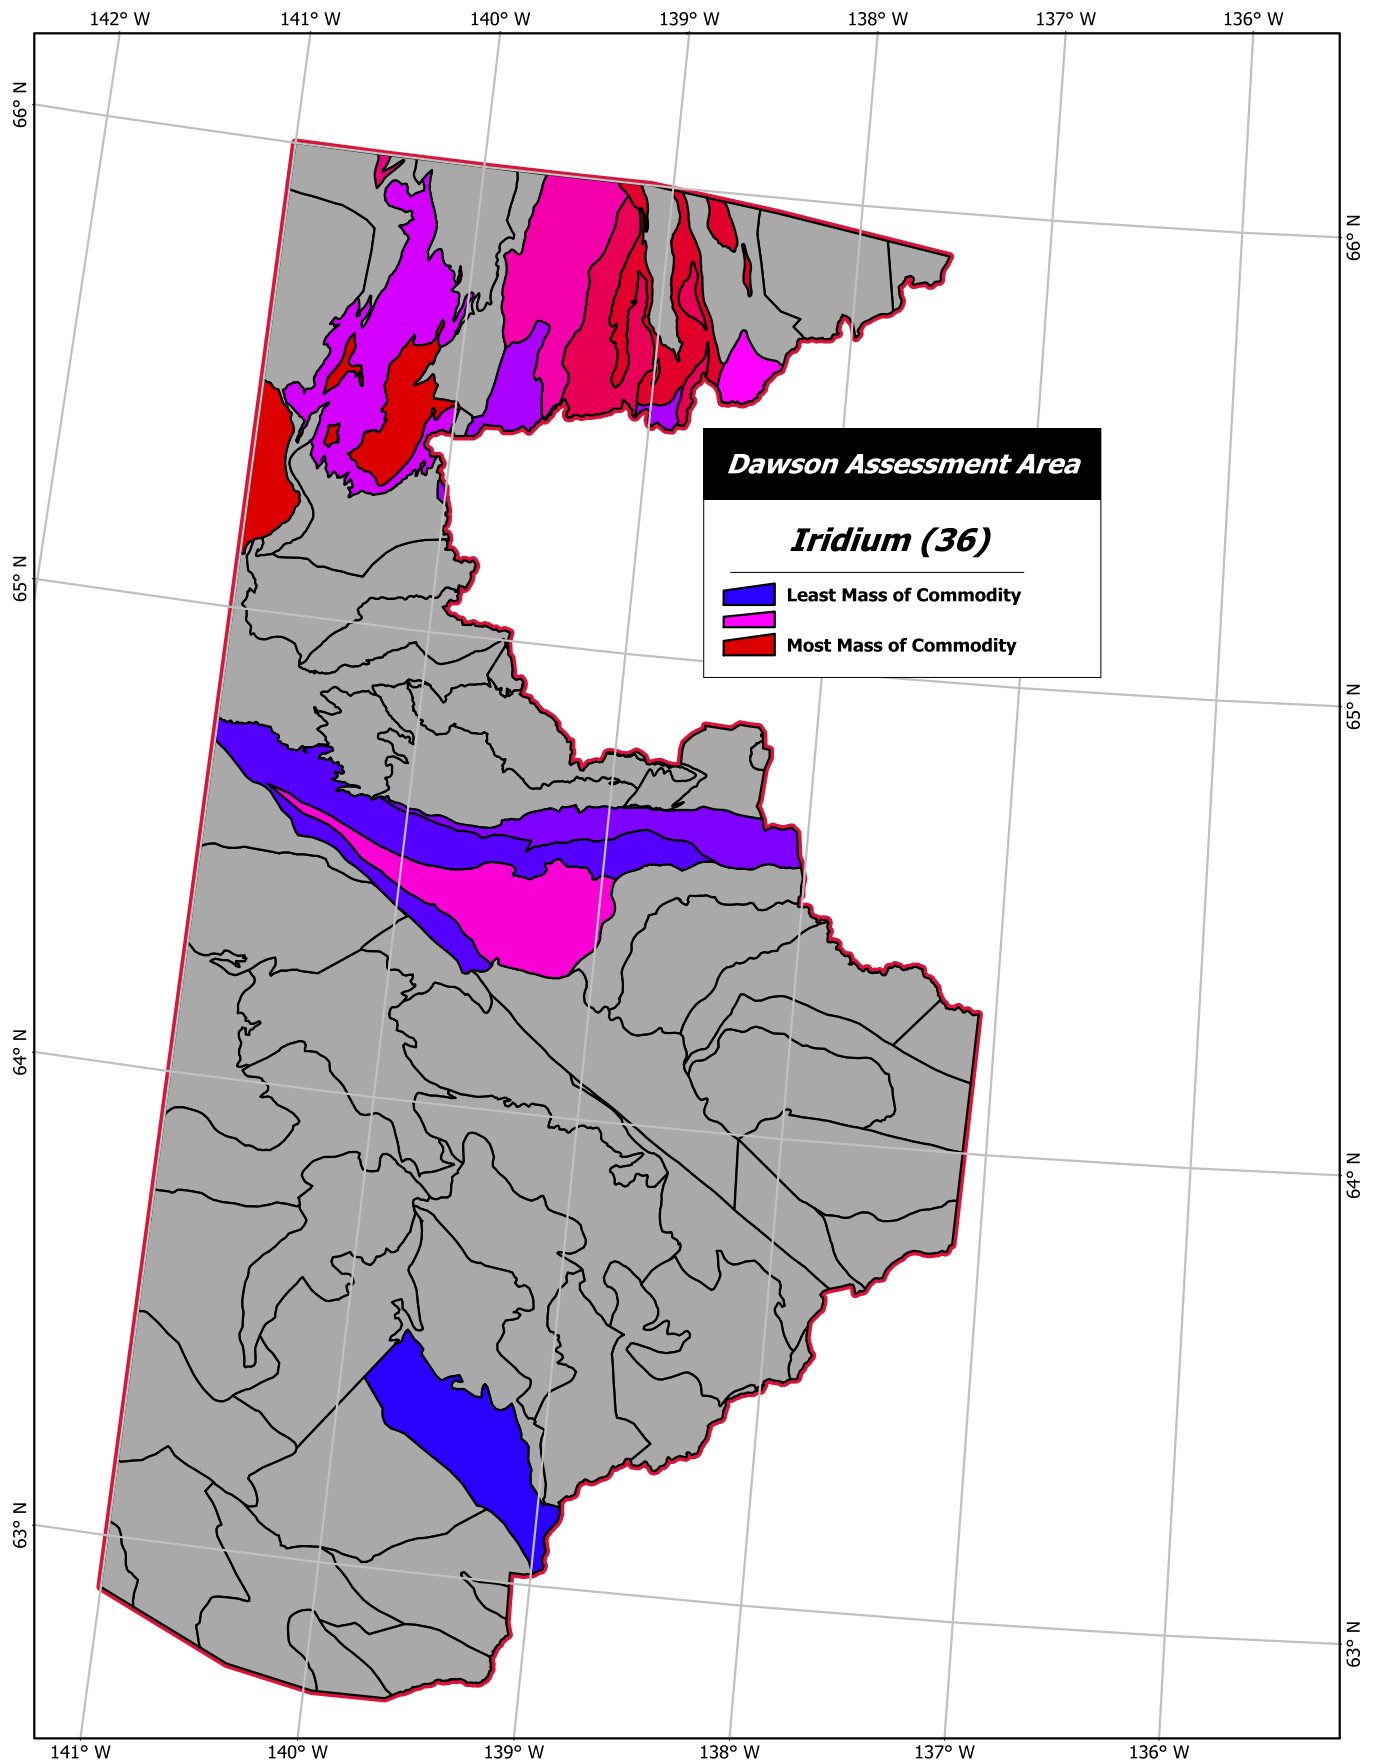 142° W 141° W 140° W 139° W 138° W 137° W 136° W
66° N
66° N
Dawson Assessment Area
Iridium (36)
65° N
Least Mass of Commodity
Most Mass of Commodity
65° N
64° N
64° N
63° N
63° N
141° W 140° W 139° W 138° W 137° W 136° W